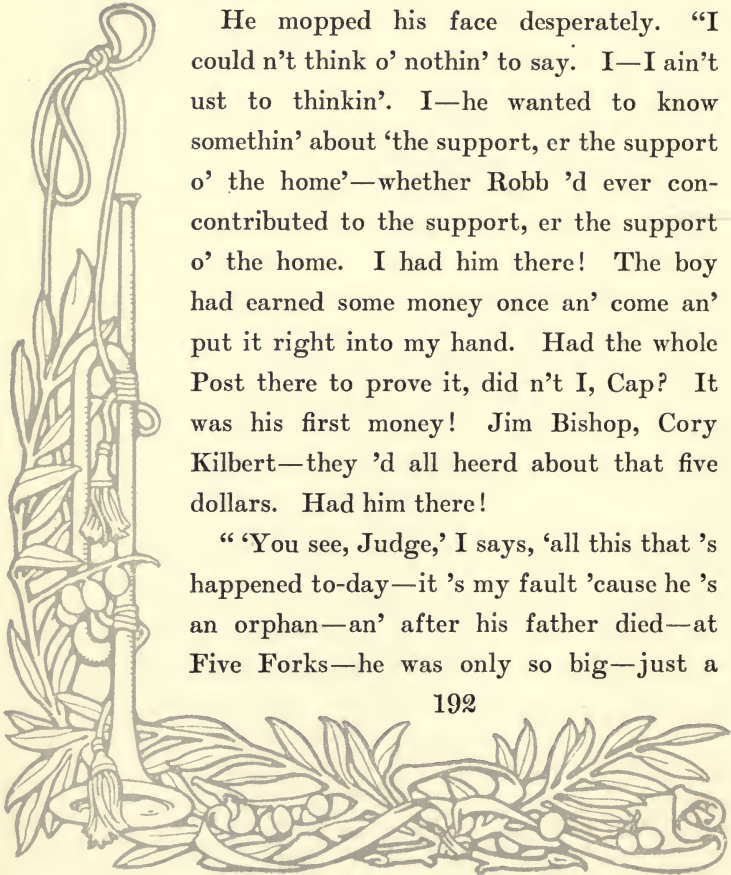 He mopped his face desperately. “I
could n’t think o’ nothin’ to say. I—I ain’t
ust to thinkin’. I—he wanted to know
somethin’ about ‘the support, er the support
o’ the home’—whether Robb ’d ever con-
contributed to the support, er the support
o’ the home. I had him there! The boy
had earned some money once an’ come an’
put it right into my hand. Had the whole
Post there to prove it, did n’t I, Cap? It
was his first money! Jim Bishop, Cory
Kilbert—they ’d all heerd about that five
dollars. Had him there!
“ ‘You see, Judge,’ I says, ‘all this that ’s
happened to-day—it ’s my fault ’cause he ’s
an orphan—an’ after his father died—at
Five Forks—he was only so big—just a
192